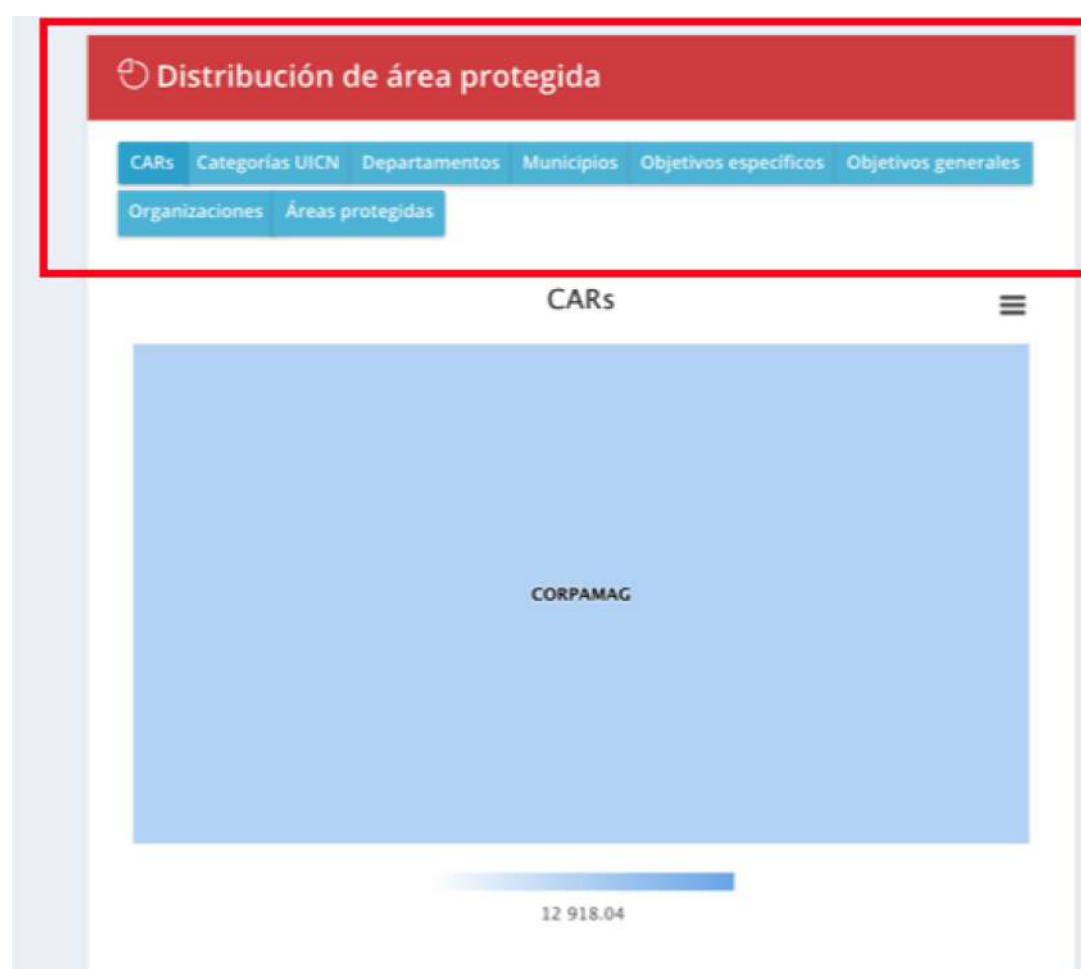 Distribución de área protegida
CARs Categorías UICN Departamentos Municipios Objetivos específicos Objetivos generales
Organizaciones Áreas protegidas
CARs
CORPAMAG
12 918.04